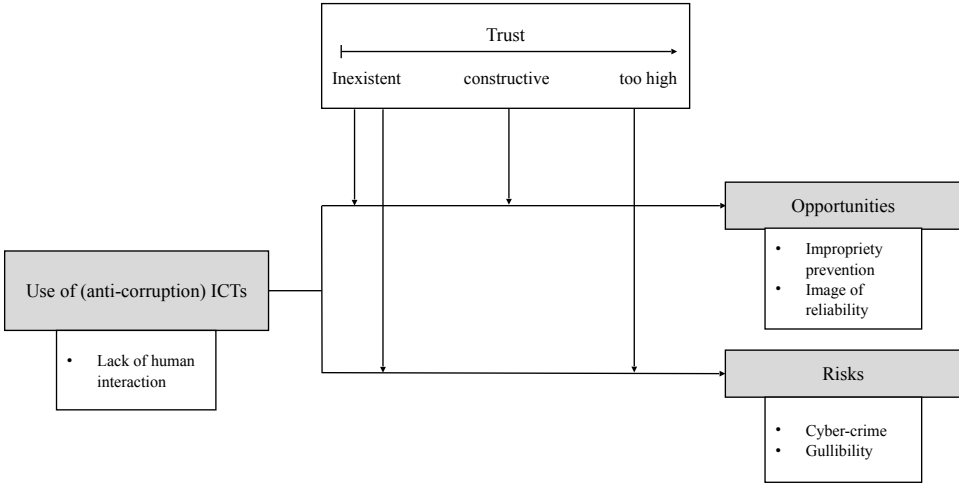 Trust
Inexistent constructive too high
Opportunities
• Impropriety
prevention
• Image of
reliability
Use of (anti-corruption) ICTs
• Lack of human
interaction
Risks
• Cyber-crime
• Gullibility